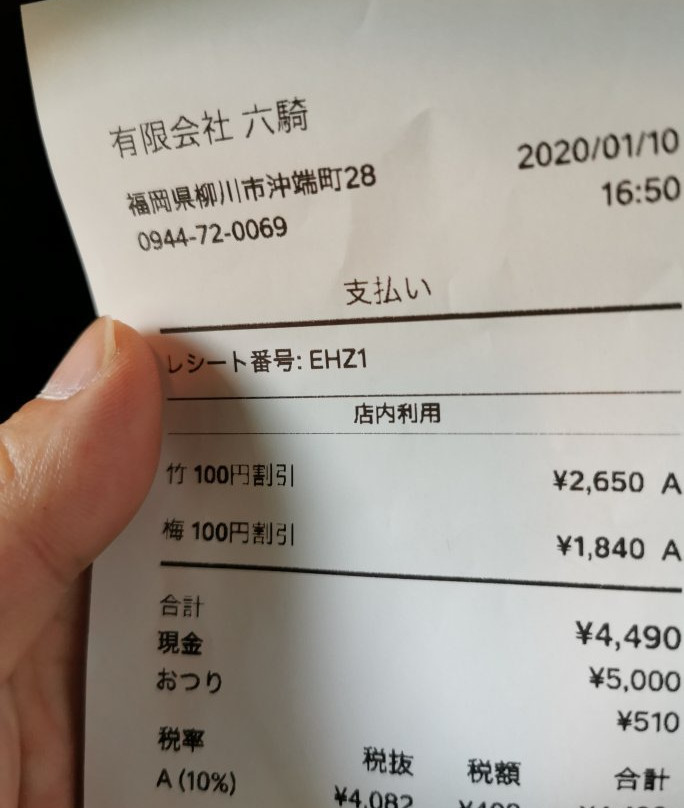 有限会社 六騎
2020/01/10
福岡県柳川市沖端町28
16:50
0944-72-0069
支払い
レシート番号: EHZ1
店内利用
竹 100円割引 ¥2,650 A
梅 100円割引 ¥1,840 A
合計 ¥4,490
現金 ¥5,000
おつり ¥510
税率 税抜 税額 合計
A (10%) ¥4,082